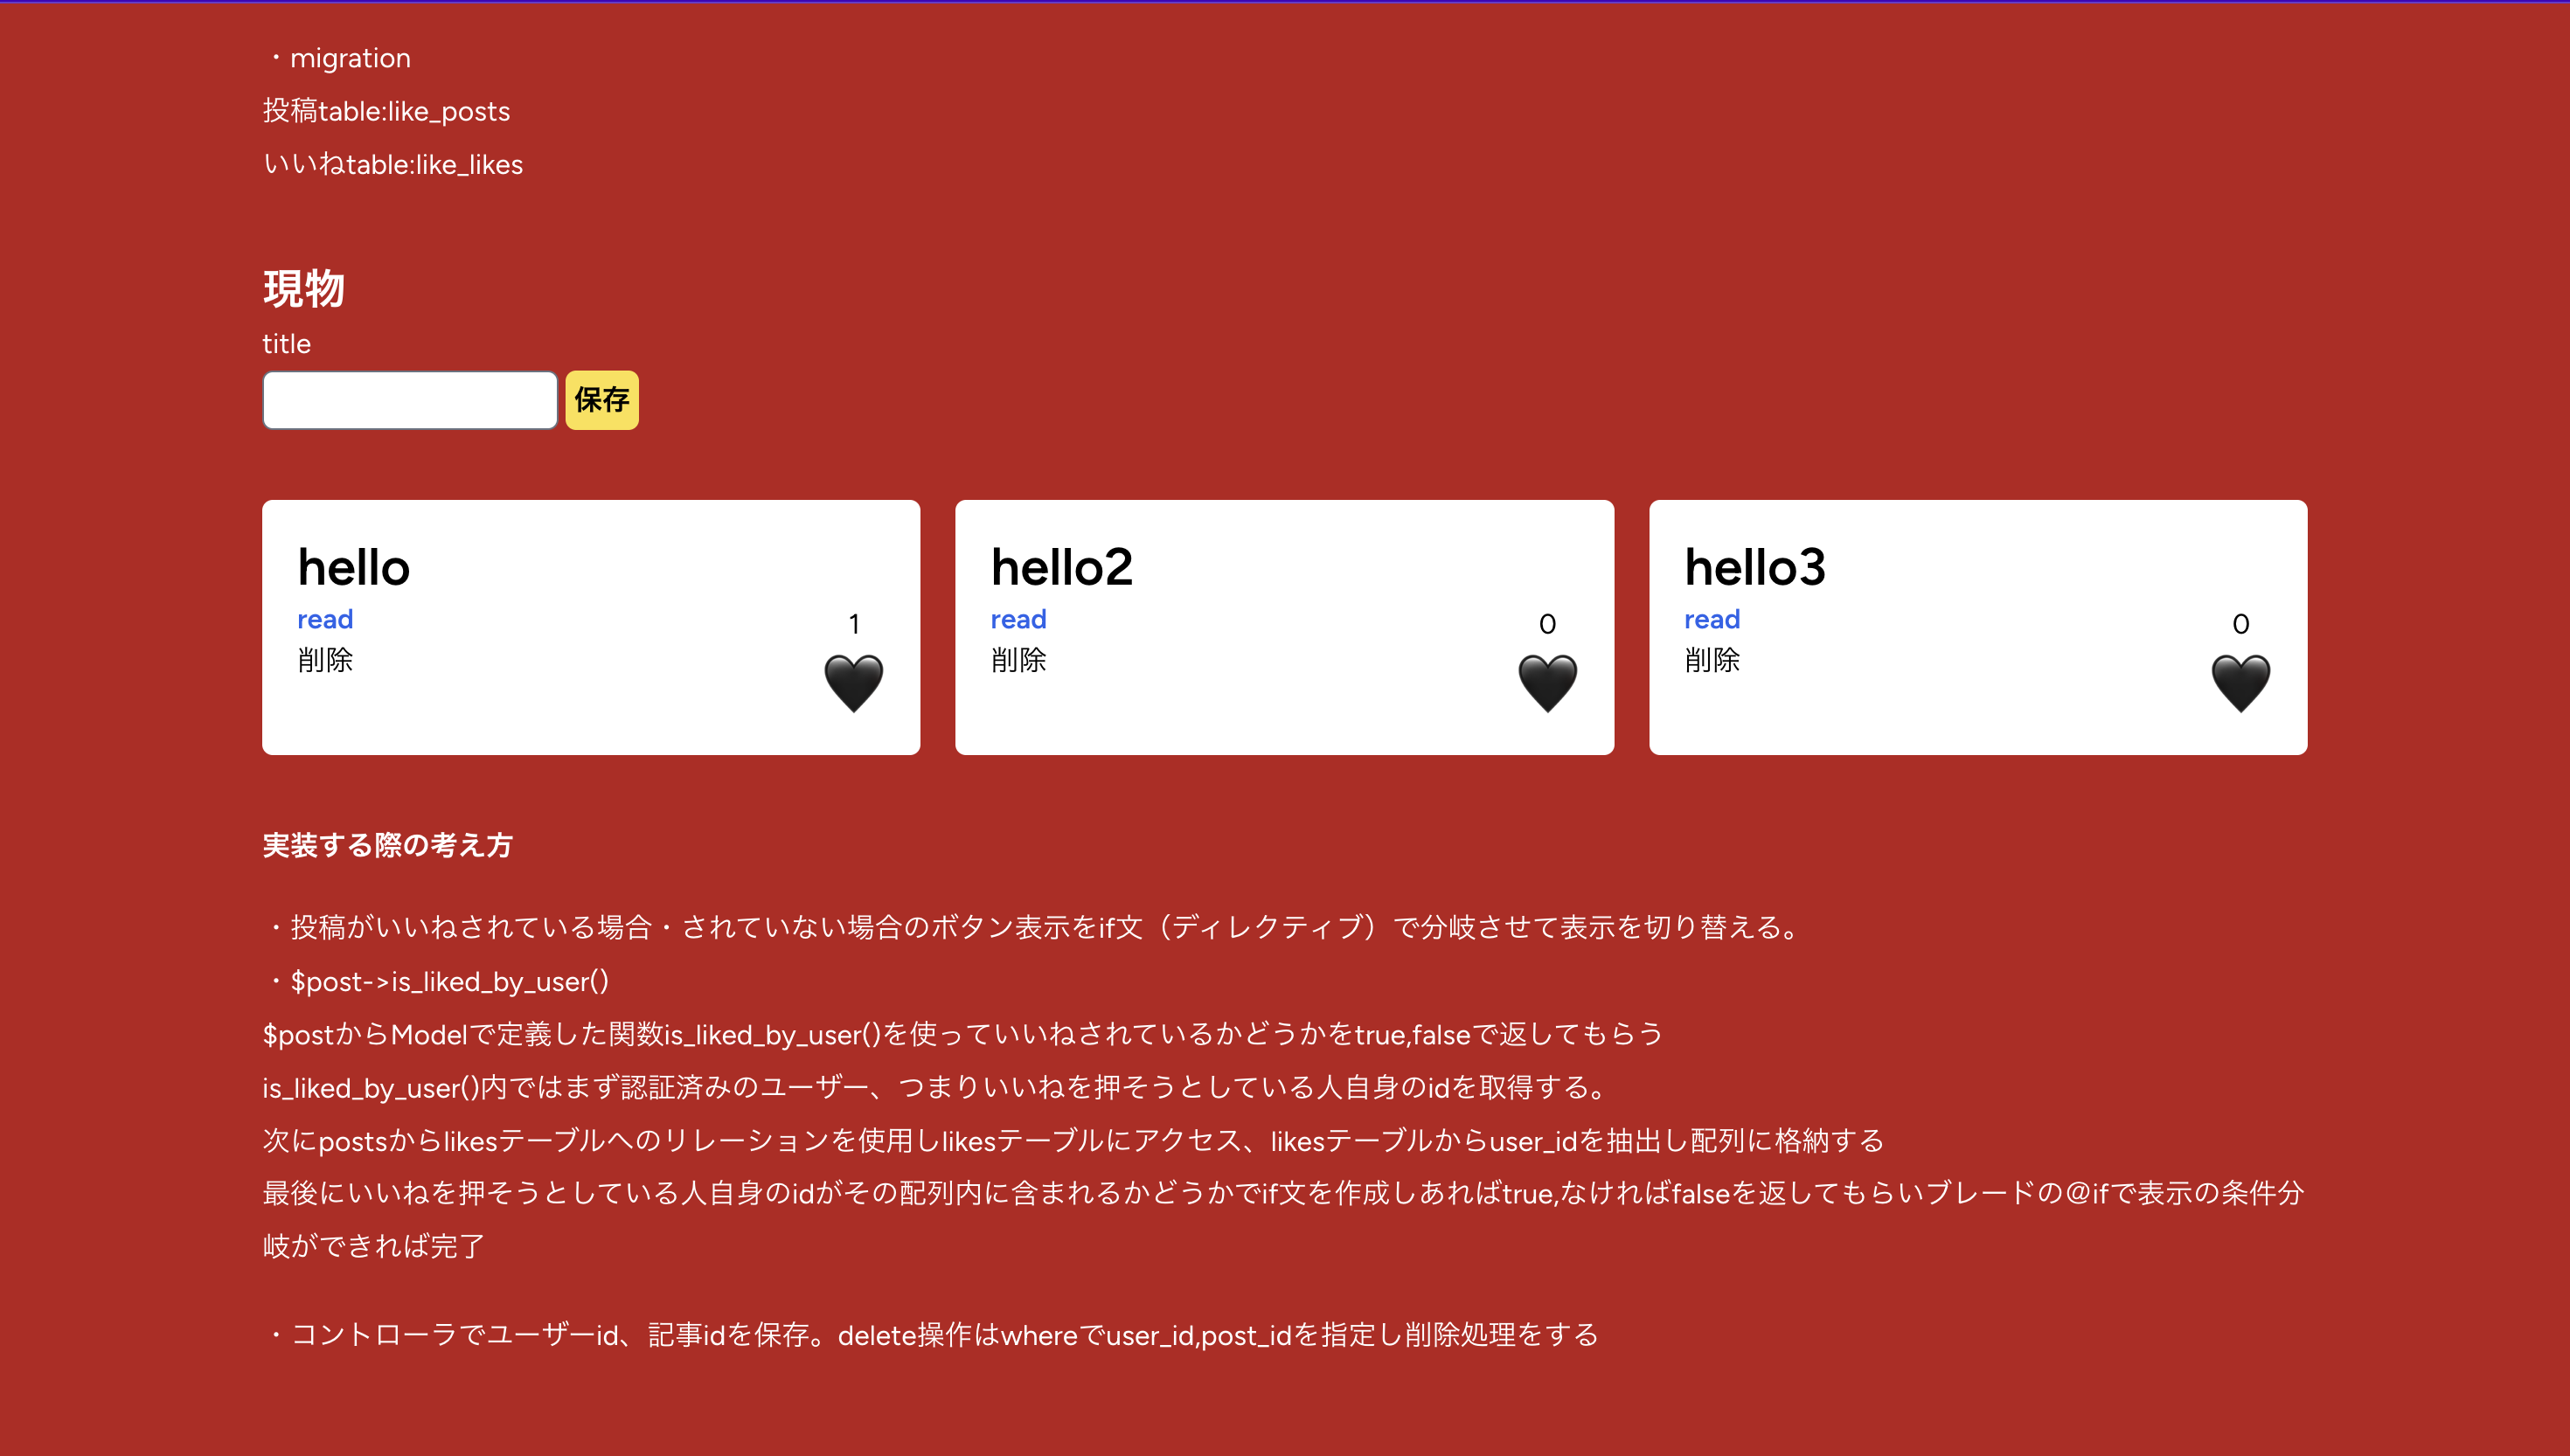 ・migration
投稿table:like_posts
いいねtable:like_likes
現物
title
保存
hello
read
1
削除
hello2
read
0
削除
hello3
read
0
削除
実装する際の考え方
・投稿がいいねされている場合・されていない場合のボタン表示をif文（ディレクティブ）で分岐させて表示を切り替える。
・$post->is_liked_by_user()
$postからModelで定義した関数is_liked_by_user()を使っていいねされているかどうかをtrue,falseで返してもらう
is_liked_by_user()内ではまず認証済みのユーザー、つまりいいねを押そうとしている人自身のidを取得する。
次にpostsからlikesテーブルへのリレーションを使用しlikesテーブルにアクセス、likesテーブルからuser_idを抽出し配列に格納する
最後にいいねを押そうとしている人自身のidがその配列内に含まれるかどうかでif文を作成しあればtrue,なければfalseを返してもらいブレードの＠ifで表示の条件分
岐ができれば完了
・コントローラでユーザーid、記事idを保存。delete操作はwhereでuser_id,post_idを指定し削除処理をする